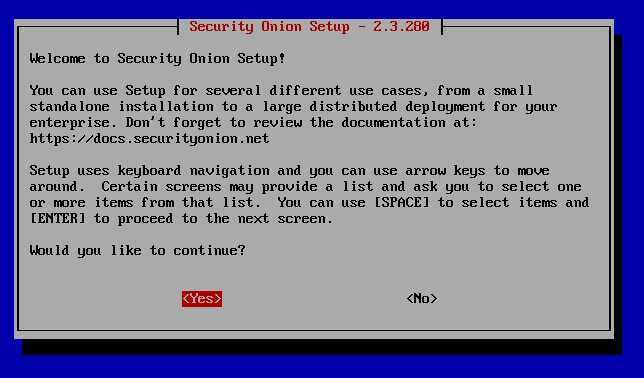 Security Onion Setup - 2.3.280
Welcome to Security Onion Setup!
You can use Setup for several different use cases, from a small
standalone installation to a large distributed deployment for your
enterprise. Don't forget to review the documentation at:
https://docs.securityonion.net
Setup uses keyboard navigation and you can use arrow keys to move
around.  Certain screens may provide a list and ask you to select one
or more items from that list.  You can use [SPACE] to select items and
[ENTER] to proceed to the next screen.
Would you like to continue?
<Yes> <No>